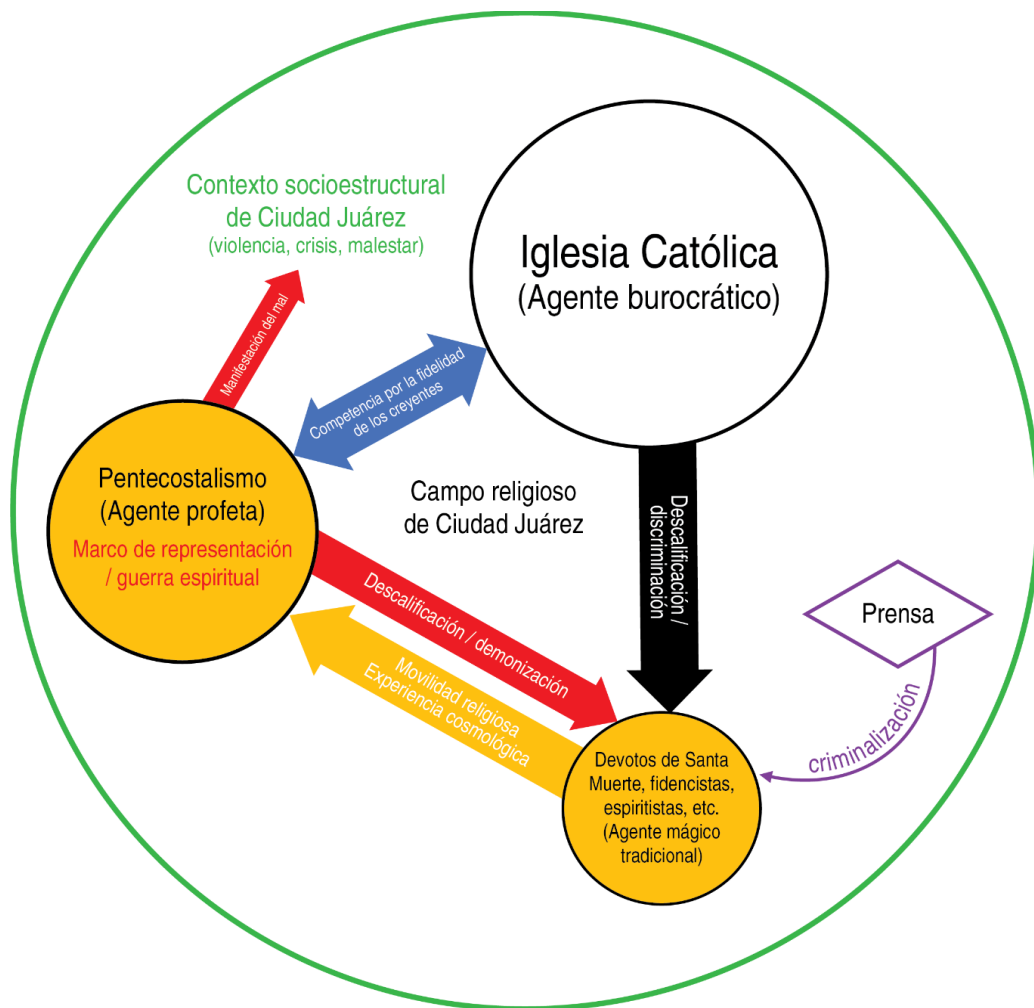 Contexto socioestructural
de Ciudad Juárez
(violencia, crisis, malestar)
Iglesia Católica
(Agente burocrático)
Manifestación del mal
Competencia por la fidelidad
de los creyentes
Pentecostalismo
(Agente profeta)
Marco de representación
/ guerra espiritual
Campo religioso
de Ciudad Juárez
Descalificación /
discriminación
Descalificación / demonización
Movilidad religiosa
Experiencia cosmológica
Prensa
criminalización
Devotos de Santa
Muerte, fidencistas,
espiritistas, etc.
(Agente mágico
tradicional)